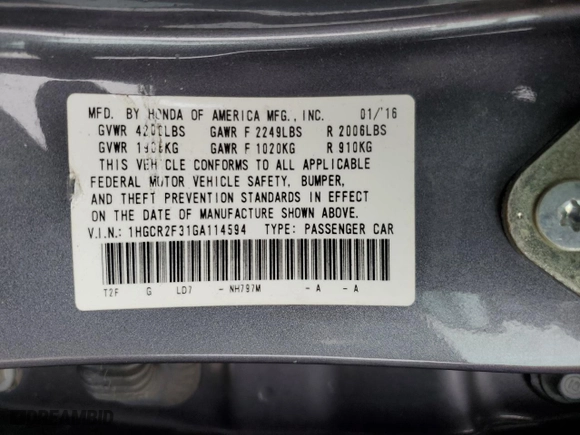 MFD. BY HONDA OF AMERICA MFG., INC. 01/'16
GVWR LBS GAWR F 2249LBS R 2006LBS
GVWR GAWR F 1020KG R 910KG
THIS VEHICLE CONFORMS TO ALL APPLICABLE
FEDERAL MOTOR VEHICLE SAFETY, BUMPER,
AND THEFT PREVENTION STANDARDS IN EFFECT
ON THE DATE OF MANUFACTURE SHOWN ABOVE.
V.I.N.: 1HGCR2F31GA114594 TYPE: PASSENGER CAR
T2F G LD7 - NH797M - A - A
DREAMBID